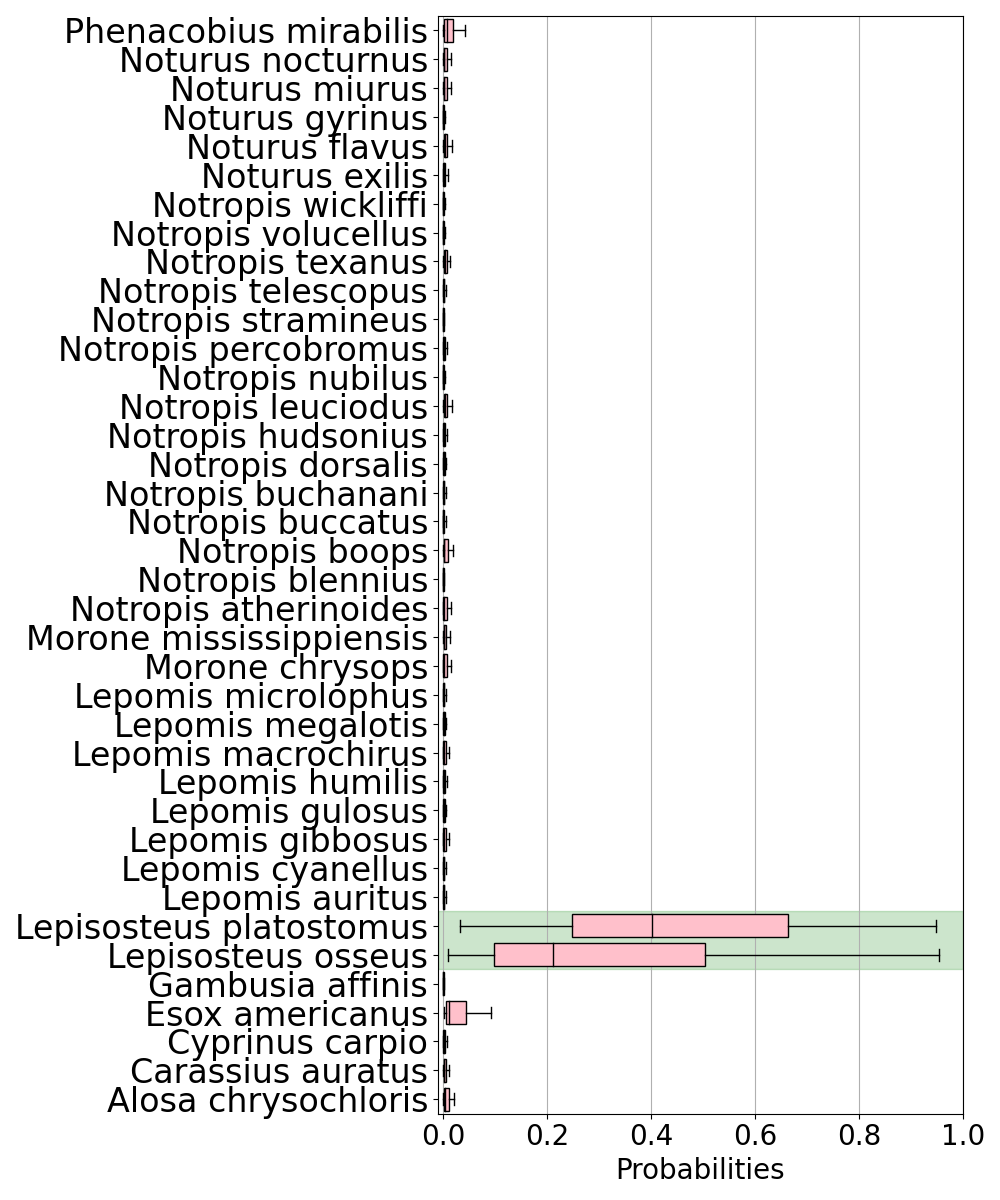 Phenacobius mirabilis
Noturus nocturnus
Noturus miurus
Noturus gyrinus
Noturus flavus
Noturus exilis
Notropis wickliffi
Notropis volucellus
Notropis texanus
Notropis telescopus
Notropis stramineus
Notropis percobromus
Notropis nubilus
Notropis leuciodus
Notropis hudsonius
Notropis dorsalis
Notropis buchanani
Notropis buccatus
Notropis boops
Notropis blennius
Notropis atherinoides
Morone mississippiensis
Morone chrysops
Lepomis microlophus
Lepomis megalotis
Lepomis macrochirus
Lepomis humilis
Lepomis gulosus
Lepomis gibbosus
Lepomis cyanellus
Lepomis auritus
Lepisosteus platostomus
Lepisosteus osseus
Gambusia affinis
Esox americanus
Cyprinus carpio
Carassius auratus
Alosa chrysochloris
0.0 0.2 0.4 0.6 0.8 1.0
Probabilities